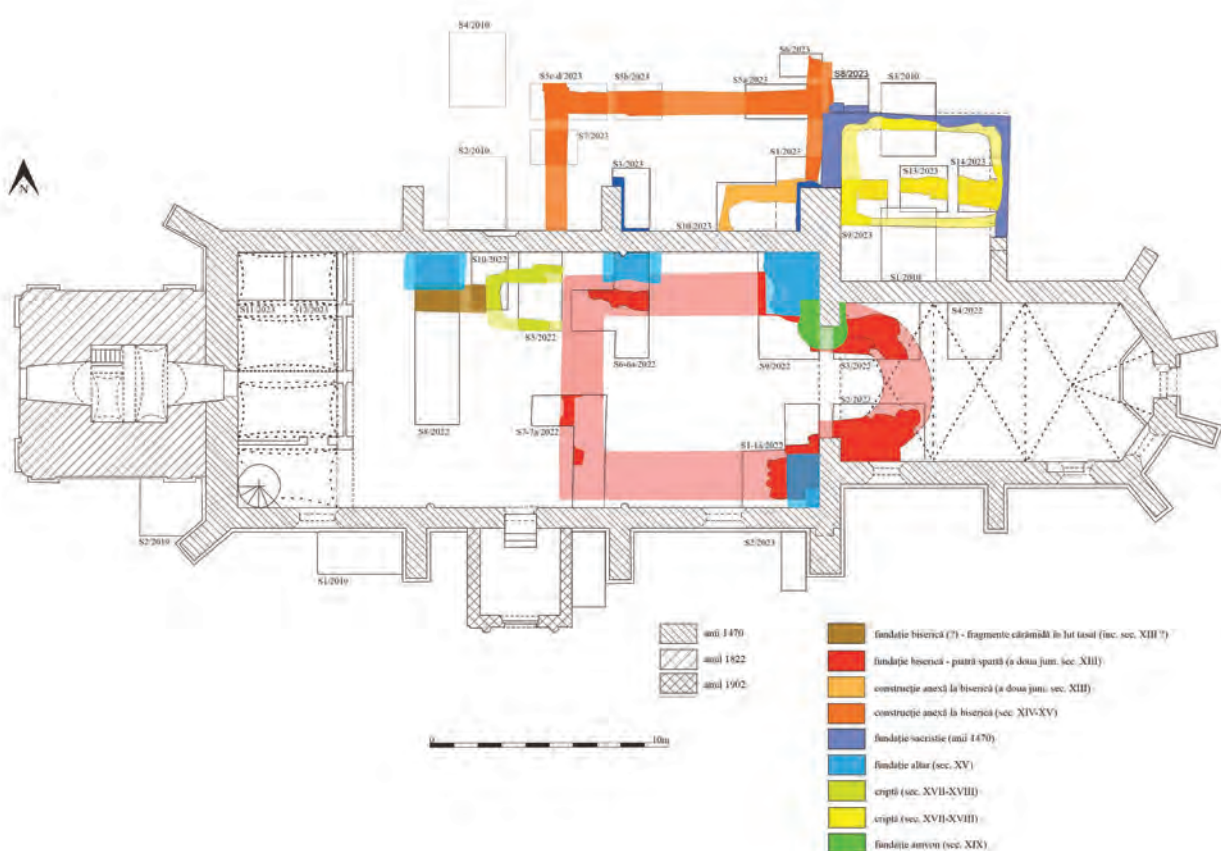 S4/2010
S6/2023
S5c-d/2023
S5b/2023
S5a/2023
S8/2023
S3/2010
S7/2023
S2/2010
S3/2023
S1/2023
S13/2023
S14/2023
N
S10/2023
S9/2023
S10/2022
S1/2010
S11/2023
S12/2023
S5/2022
S4/2022
S6-6a/2022
S9/2022
S3/2022
S2/2022
S8/2022
S7-7a/2022
S1-1a/2022
S2/2019
S1/2019
S2/2023
anii 1470
anul 1822
anul 1902
0
10m
fundație biserică (?) - fragmente cărămidă în lut tasat (înc. sec. XIII ?)
fundație biserică - piatră spartă (a doua jum. sec. XIII)
construcție anexă la biserică (a doua jum. sec. XIII)
construcție anexă la biserică (sec. XIV-XV)
fundație sacristie (anii 1470)
fundație altar (sec. XV)
criptă (sec. XVII-XVIII)
criptă (sec. XVII-XVIII)
fundație amvon (sec. XIX)